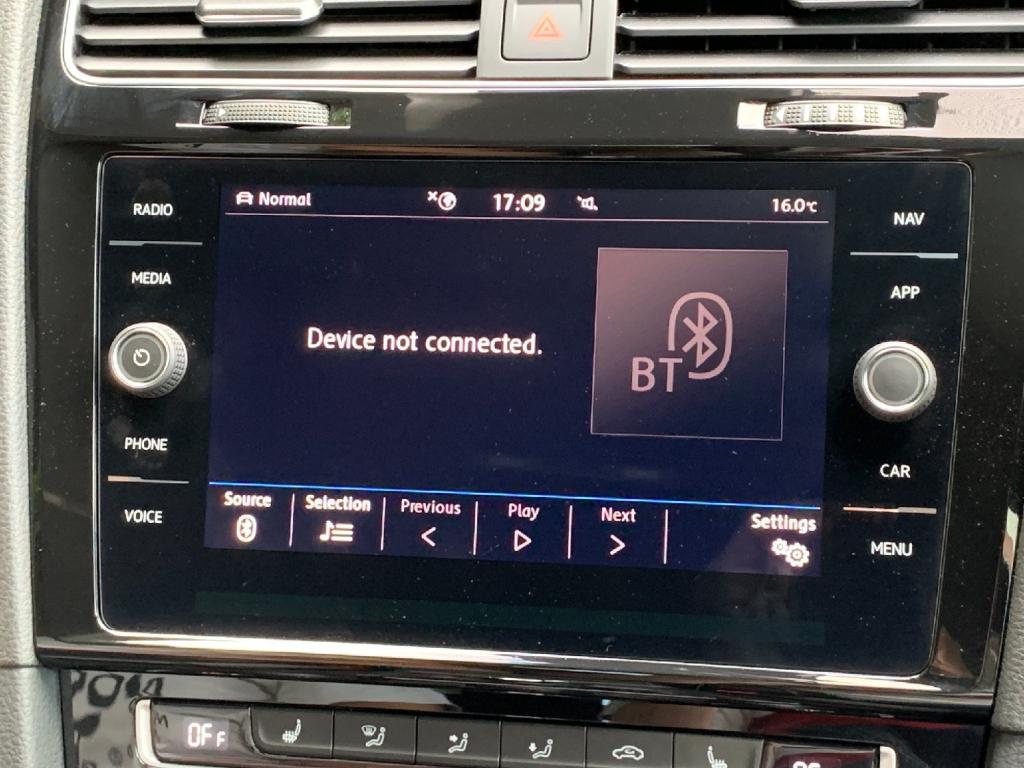 RADIO
MEDIA
PHONE
VOICE
Normal
17:09
16.0°C
Device not connected.
BT
Source
Selection
Previous
Play
Next
Settings
NAV
APP
CAR
MENU
OFF